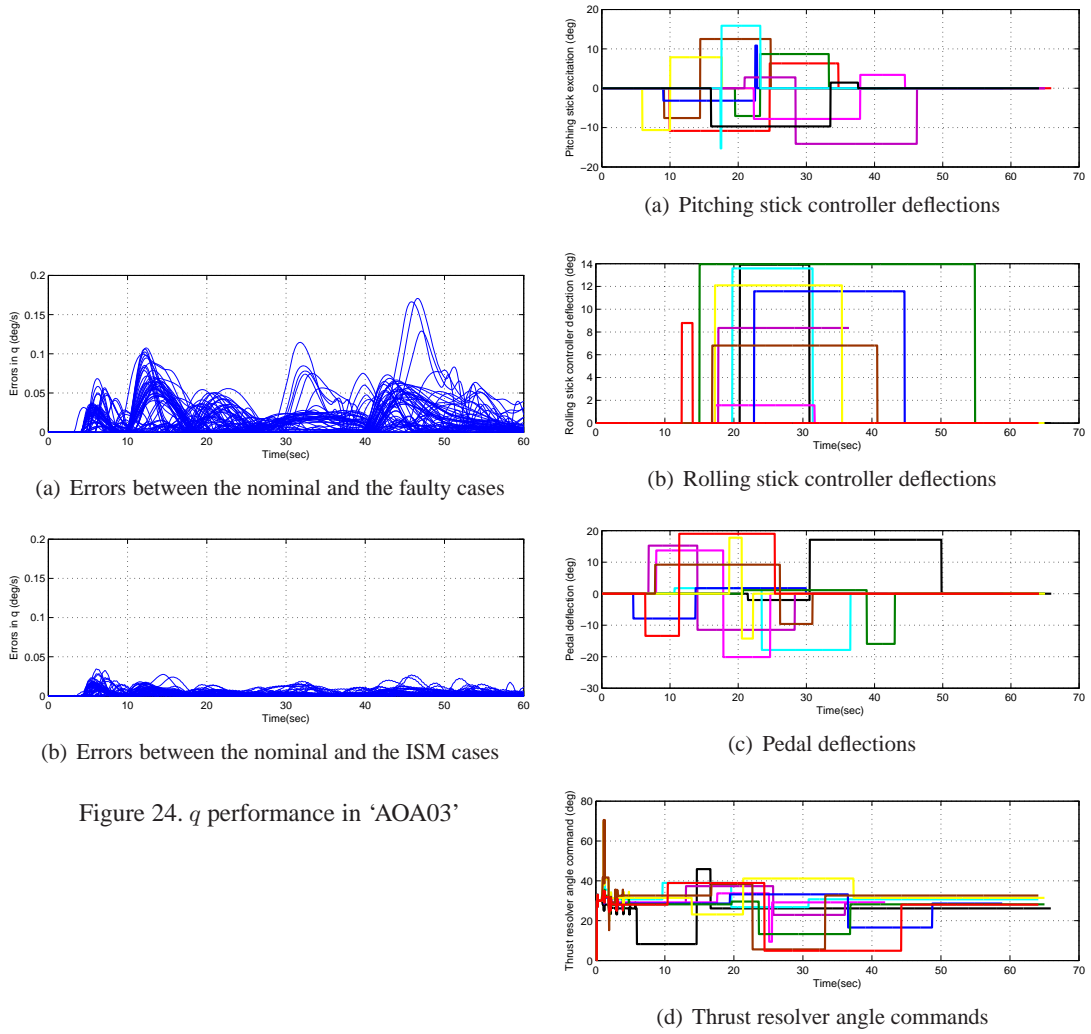 0.2
0.15
0.1
0.05
0
0 10 20 30 40 50 60
Errors in q (deg/s)
Time(sec)
(a) Errors between the nominal and the faulty cases
0.2
0.15
0.1
0.05
0
0 10 20 30 40 50 60
Errors in q (deg/s)
Time(sec)
(b) Errors between the nominal and the ISM cases
Figure 24. q performance in ‘AOA03’
20
10
0
−10
−20
0 10 20 30 40 50 60 70
Pitching stick excitation (deg)
Time(sec)
(a) Pitching stick controller deflections
14
12
10
8
6
4
2
0
0 10 20 30 40 50 60 70
Rolling stick controller deflection (deg)
Time(sec)
(b) Rolling stick controller deflections
20
10
0
−10
−20
−30
0 10 20 30 40 50 60 70
Pedal deflection (deg)
Time(sec)
(c) Pedal deflections
80
60
40
20
0
0 10 20 30 40 50 60 70
Thrust resolver angle command (deg)
Time(sec)
(d) Thrust resolver angle commands